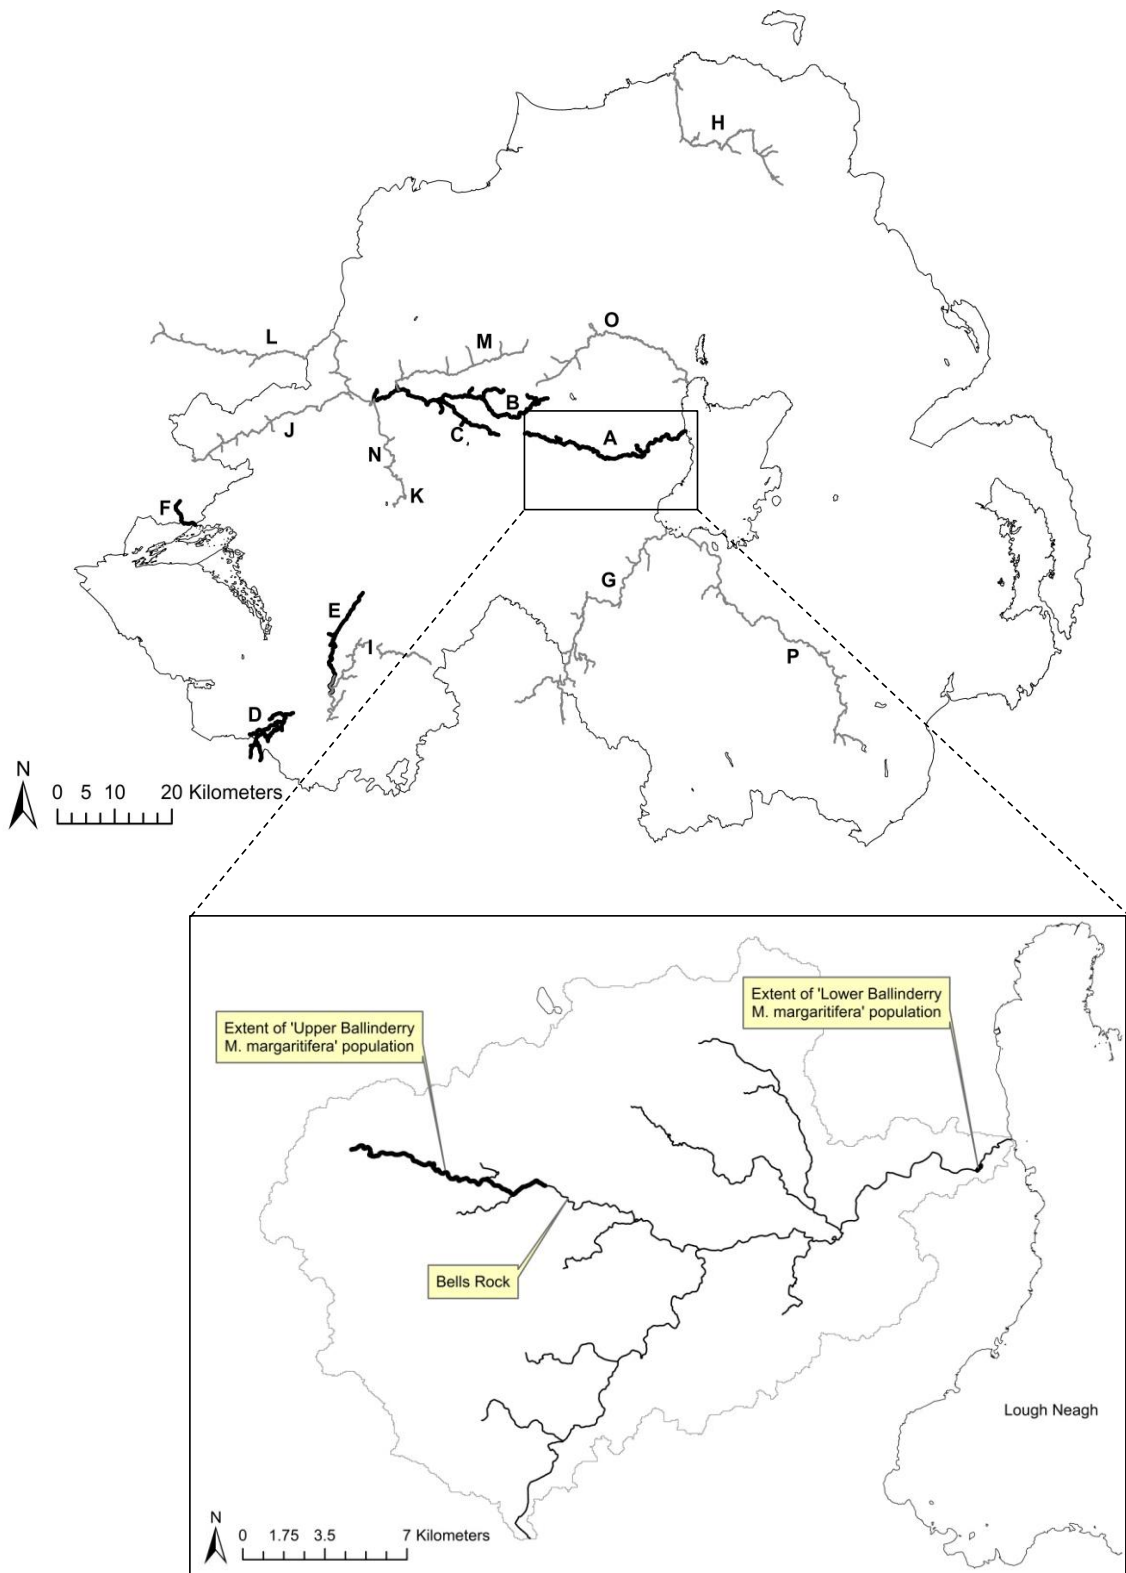 H
O
L
M
B
A
C
J
N
K
F
G
E
I
P
D
N
0 5 10 20 Kilometers
Extent of 'Lower Ballinderry
M. margaritifera' population
Extent of 'Upper Ballinderry
M. margaritifera' population
Bells Rock
Lough Neagh
N
0 1.75 3.5 7 Kilometers